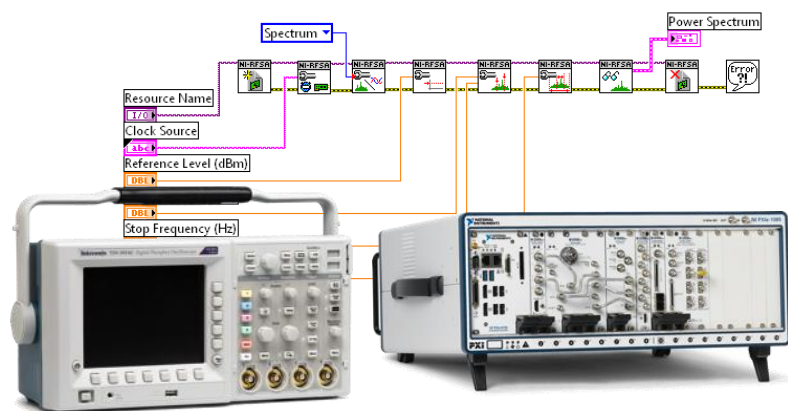 Power Spectrum
Spectrum
NI-RFSA NI-RFSA NI-RFSA NI-RFSA NI-RFSA NI-RFSA NI-RFSA NI-RFSA
Error
?!
Resource Name
I/O
Clock Source
abc
Reference Level (dBm)
DBL
DBL
Stop Frequency (Hz)
Tektronix
NATIONAL INSTRUMENTS
PXI